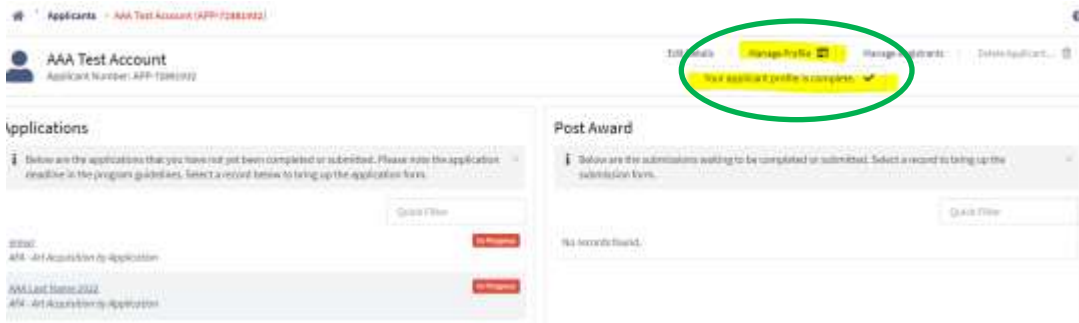 Applicants AAA Test Account (APP-72881932)
AAA Test Account
Applicant Number: APP-72881932
Edit Details Manage Profile Manage Registrants Delete Applicant...
Your applicant profile is complete.
Applications
Below are the applications that you have not yet been completed or submitted. Please note the application
deadline in the program guidelines. Select a record below to bring up the application form.
Quick Filter
In Progress
AFA - Art Acquisition by Application
AAA Last Name 2022
In Progress
AFA - Art Acquisition by Application
Post Award
Below are the submissions waiting to be completed or submitted. Select a record to bring up the
submission form.
Quick Filter
No records found.